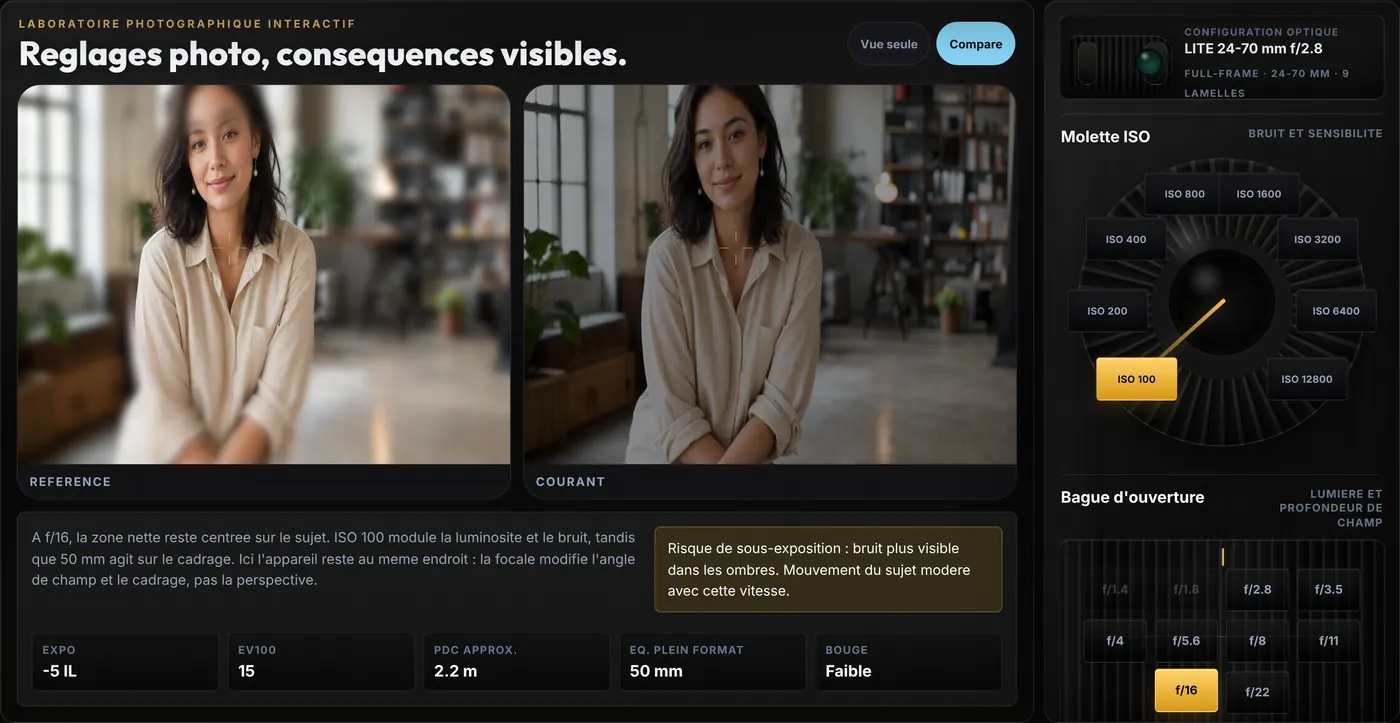 LABORATOIRE PHOTOGRAPHIQUE INTERACTIF
Reglages photo, consequences visibles.
Vue seule
Compare
REFERENCE
COURANT
A f/16, la zone nette reste centree sur le sujet. ISO 100 module la luminosite et le bruit, tandis
que 50 mm agit sur le cadrage. Ici l'appareil reste au meme endroit : la focale modifie l'angle
de champ et le cadrage, pas la perspective.
Risque de sous-exposition : bruit plus visible
dans les ombres. Mouvement du sujet modere
avec cette vitesse.
EXPO
-5 IL
EV100
15
PDC APPROX.
2.2 m
EQ. PLEIN FORMAT
50 mm
BOUGE
Faible
CONFIGURATION OPTIQUE
LITE 24-70 mm f/2.8
FULL-FRAME · 24-70 MM · 9
LAMELLES
Molette ISO
BRUIT ET SENSIBILITE
ISO 800
ISO 1600
ISO 400
ISO 3200
ISO 200
ISO 6400
ISO 100
ISO 12800
Bague d'ouverture
LUMIERE ET
PROFONDEUR DE
CHAMP
f/1.4
f/1.8
f/2.8
f/3.5
f/4
f/5.6
f/8
f/11
f/16
f/22